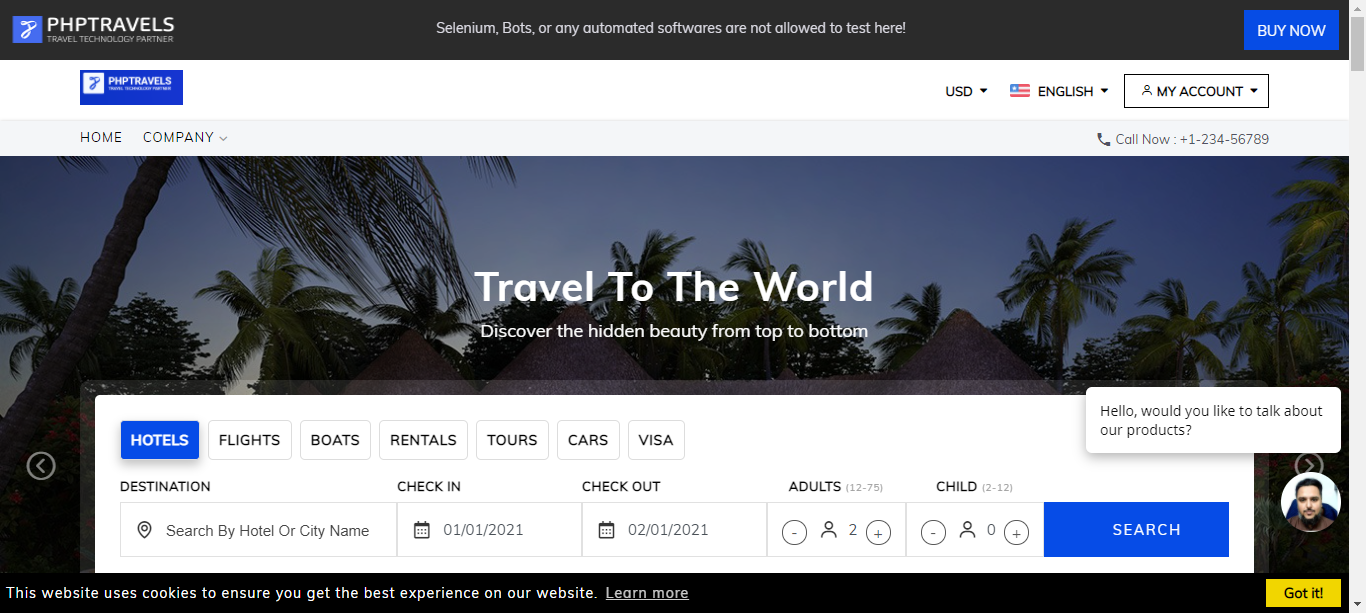 PHPTRAVELS
TRAVEL TECHNOLOGY PARTNER
Selenium, Bots, or any automated softwares are not allowed to test here!
BUY NOW
PHPTRAVELS
TRAVEL TECHNOLOGY PARTNER
USD
ENGLISH
MY ACCOUNT
HOME
COMPANY
Call Now : +1-234-56789
Travel To The World
Discover the hidden beauty from top to bottom
Hello, would you like to talk about
our products?
HOTELS
FLIGHTS
BOATS
RENTALS
TOURS
CARS
VISA
DESTINATION
CHECK IN
CHECK OUT
ADULTS (12-75)
CHILD (2-12)
Search By Hotel Or City Name
01/01/2021
02/01/2021
- 2 +
- 0 +
SEARCH
This website uses cookies to ensure you get the best experience on our website. Learn more
Got it!